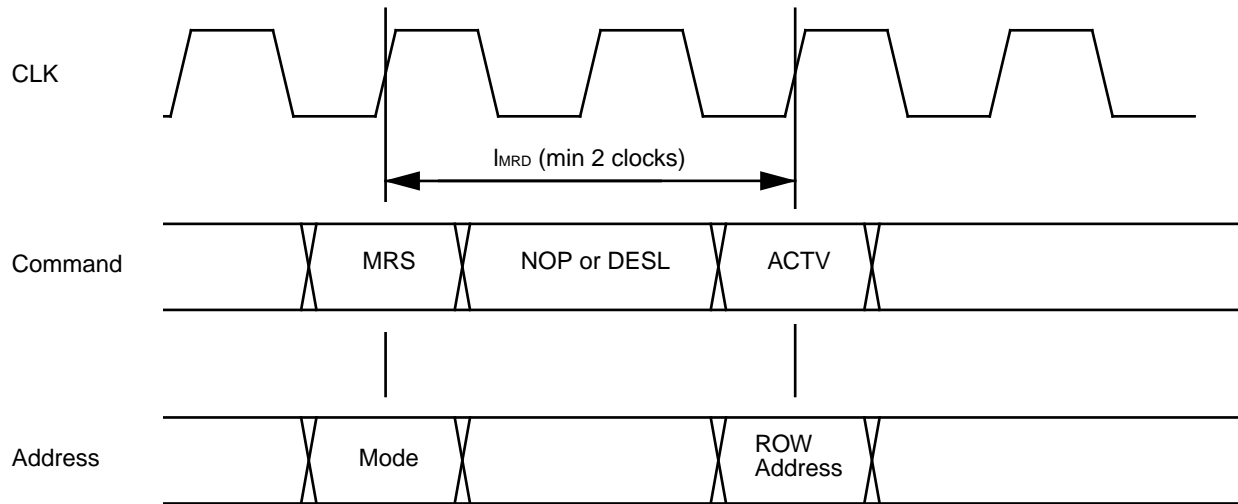 CLK
lMRD (min 2 clocks)
Command
MRS
NOP or DESL
ACTV
Address
Mode
ROW
Address